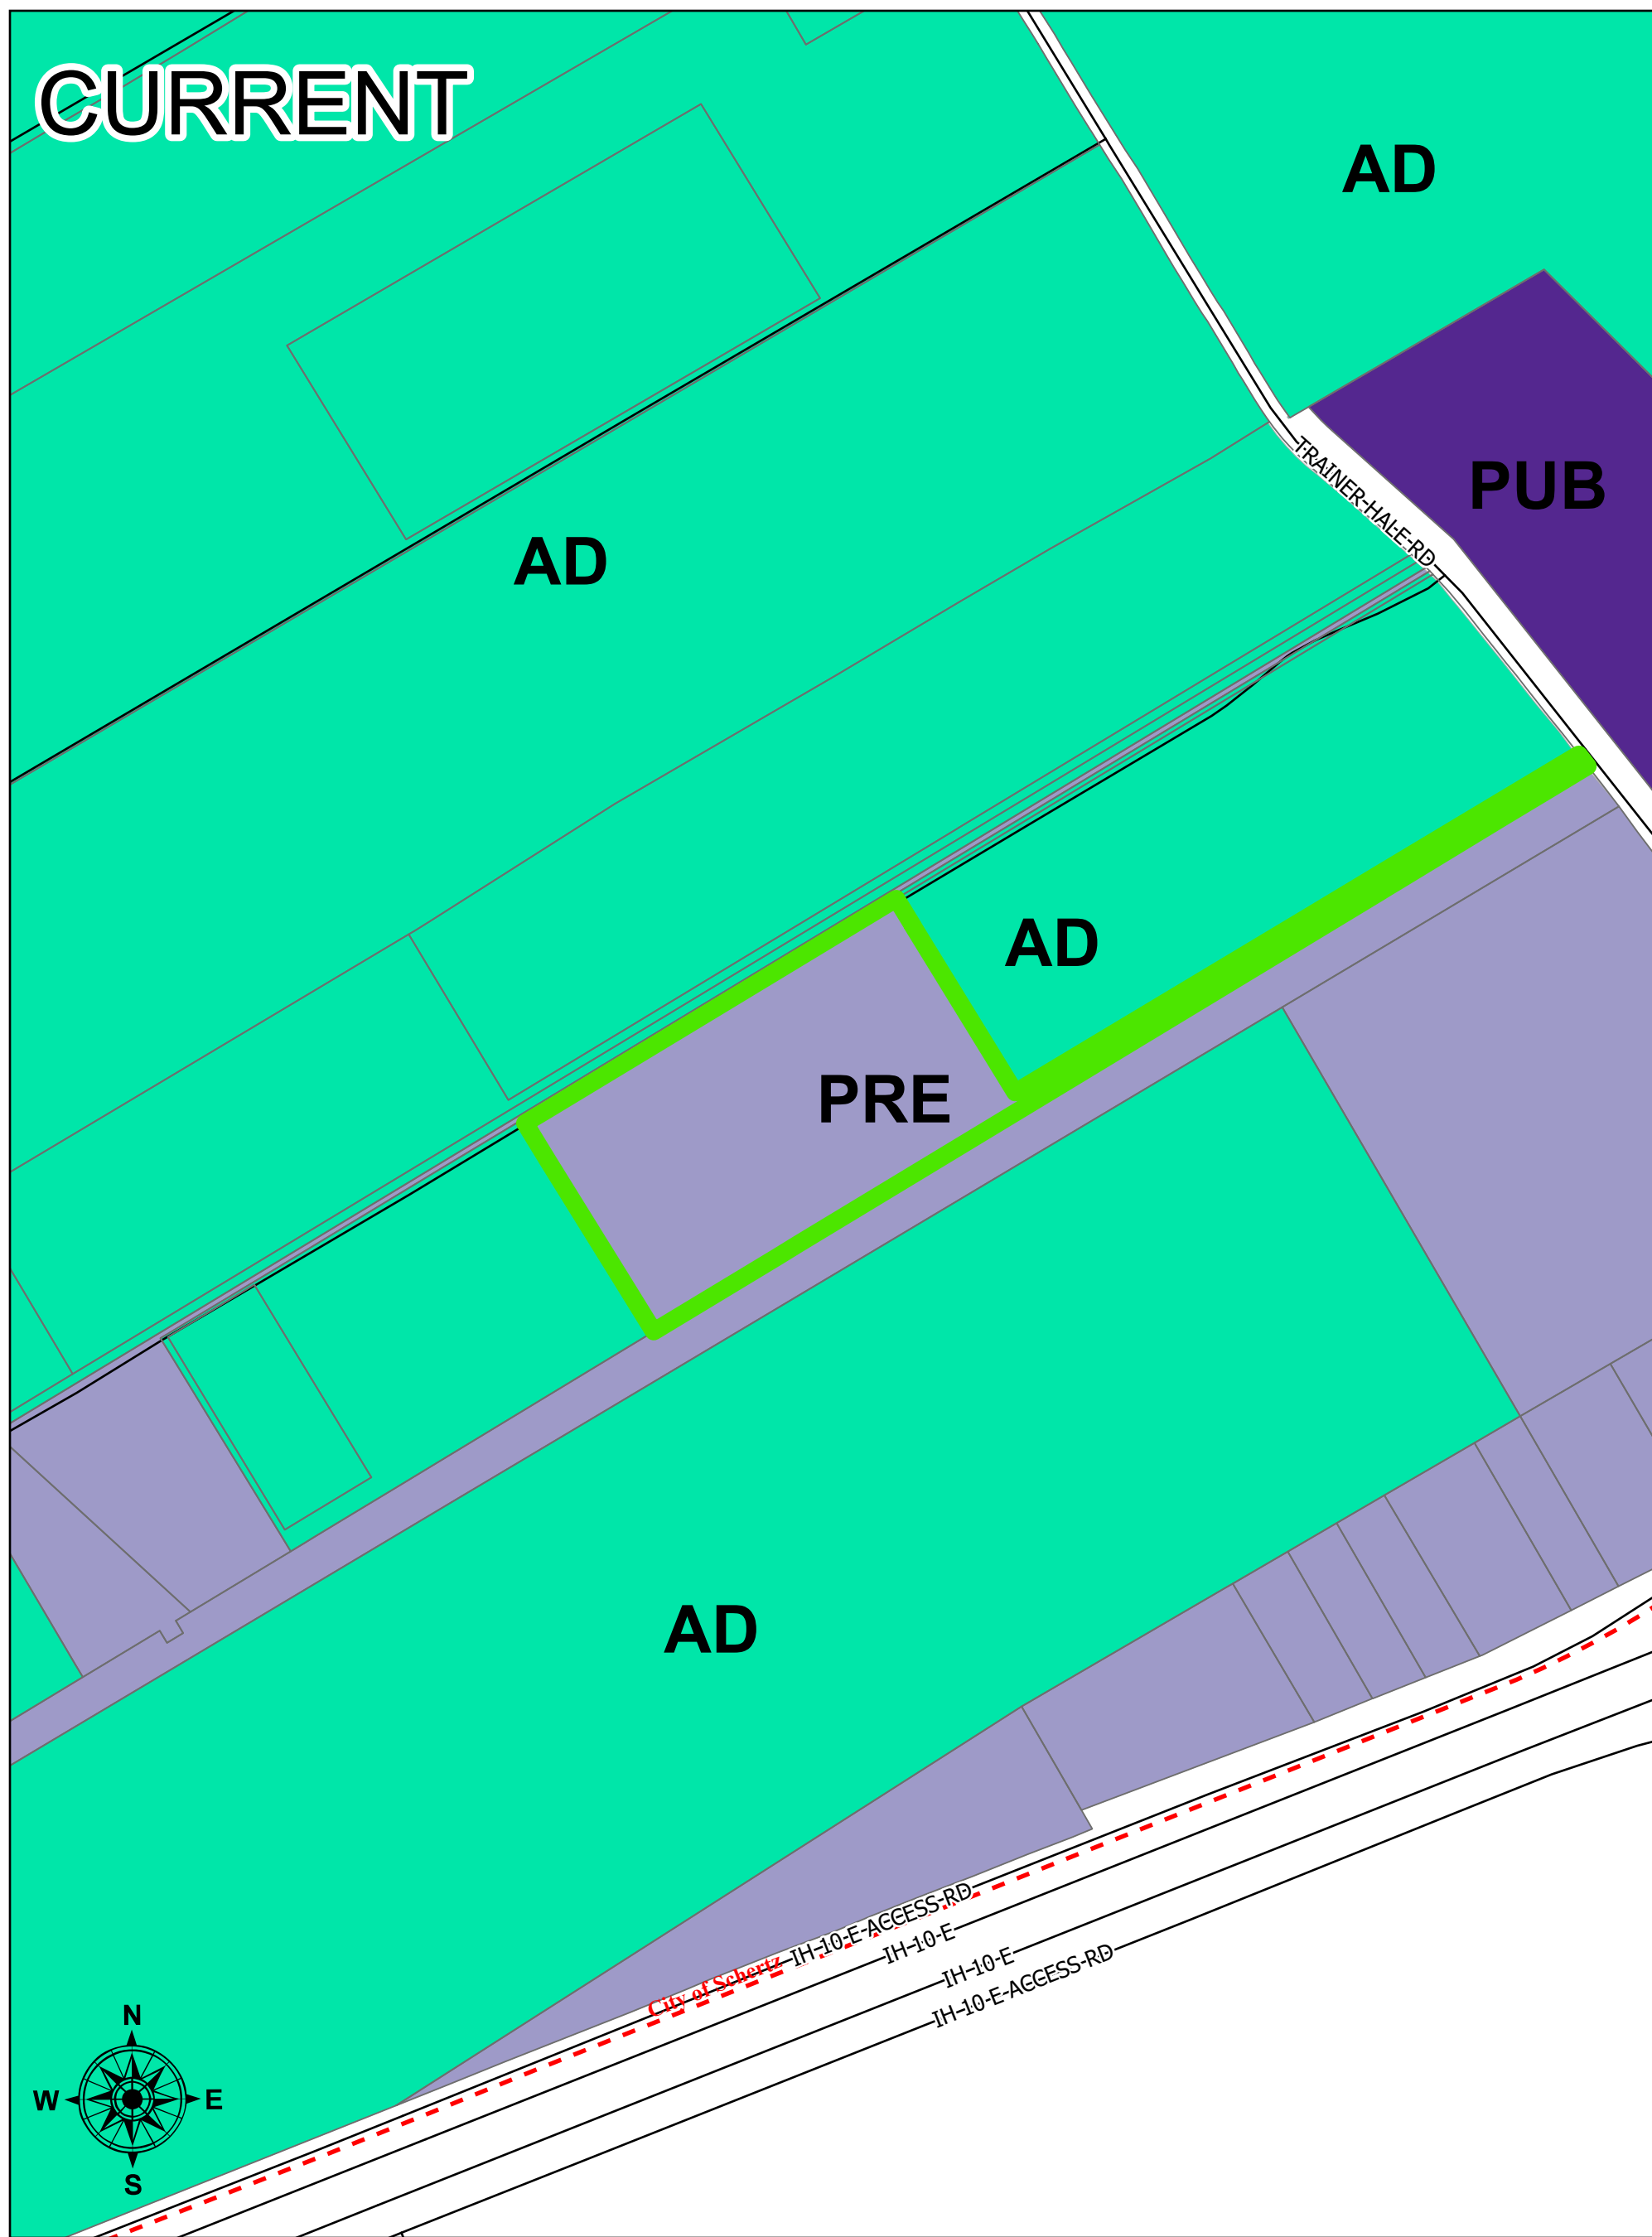 CURRENT
AD
PUB
TRAINER-HALE-RD
AD
AD
PRE
AD
IH-10-E-ACCESS-RD
IH-10-E
City of Schertz
IH-10-E
IH-10-E-ACCESS-RD
N
W E
S